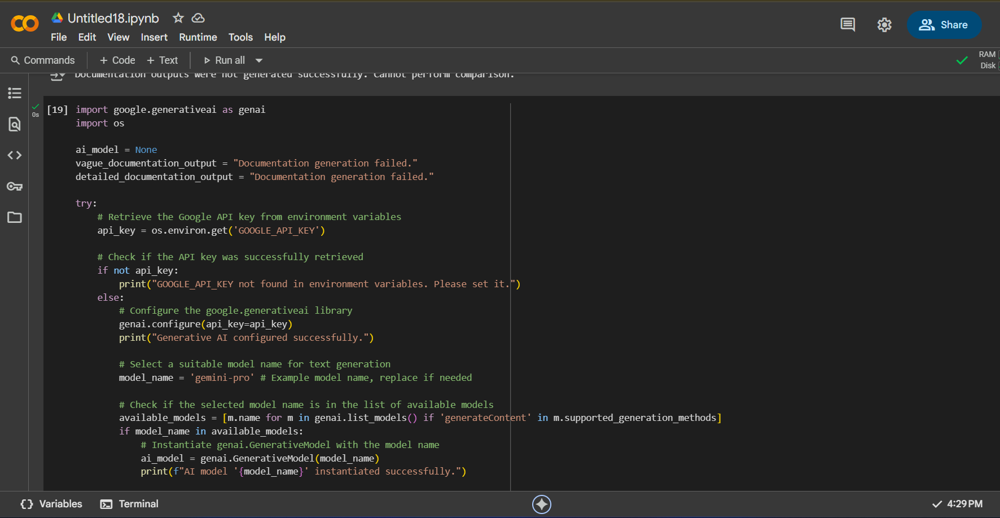 Untitled18.ipynb
File Edit View Insert Runtime Tools Help
Share
Commands + Code + Text Run all
RAM
Disk
Documentation outputs were not generated successfully. Cannot perform comparison.
0s
[19] import google.generativeai as genai
import os
ai_model = None
vague_documentation_output = "Documentation generation failed."
detailed_documentation_output = "Documentation generation failed."
try:
# Retrieve the Google API key from environment variables
api_key = os.environ.get('GOOGLE_API_KEY')
# Check if the API key was successfully retrieved
if not api_key:
print("GOOGLE_API_KEY not found in environment variables. Please set it.")
else:
# Configure the google.generativeai library
genai.configure(api_key=api_key)
print("Generative AI configured successfully.")
# Select a suitable model name for text generation
model_name = 'gemini-pro' # Example model name, replace if needed
# Check if the selected model name is in the list of available models
available_models = [m.name for m in genai.list_models() if 'generateContent' in m.supported_generation_methods]
if model_name in available_models:
# Instantiate genai.GenerativeModel with the model name
ai_model = genai.GenerativeModel(model_name)
print(f"AI model '{model_name}' instantiated successfully.")
{} Variables Terminal
4:29 PM